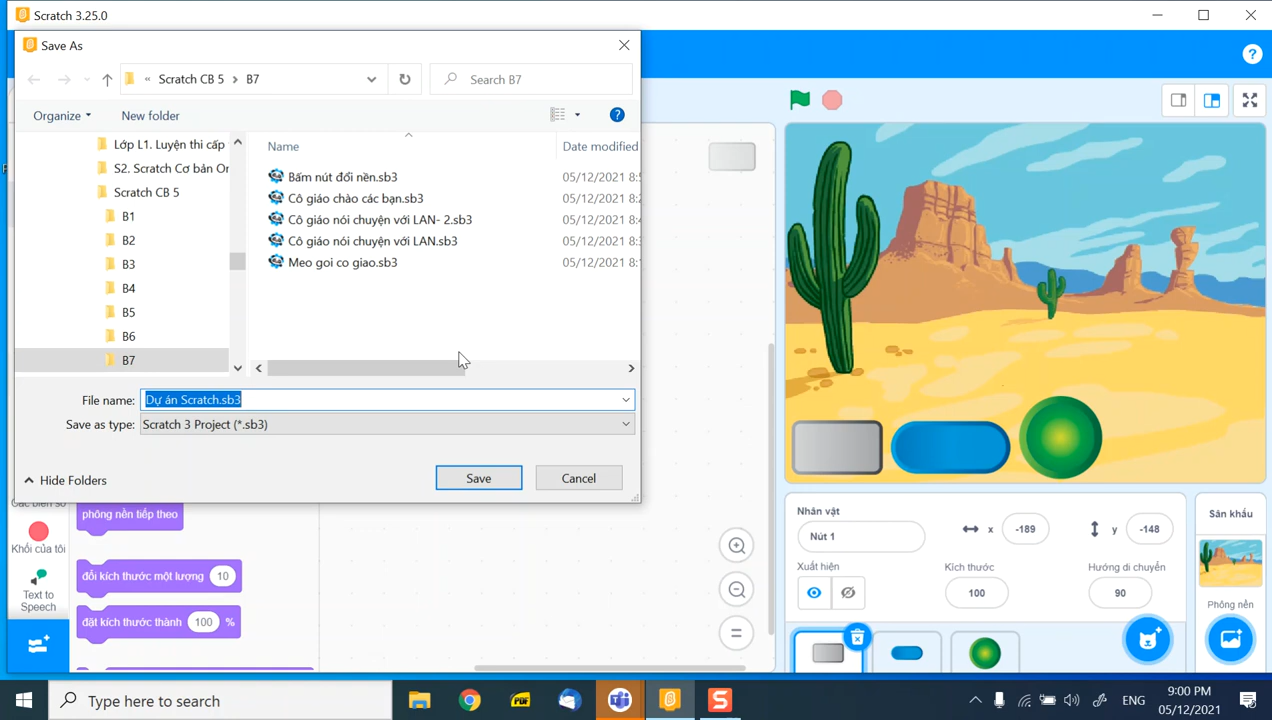 Scratch 3.25.0
Save As
« Scratch CB 5 › B7
Search B7
Organize
New folder
Lớp L1. Luyện thi cấp
S2. Scratch Cơ bản Or
Scratch CB 5
B1
B2
B3
B4
B5
B6
B7
Name
Date modified
Bấm nút đổi nền.sb3
05/12/2021 8:
Cô giáo chào các bạn.sb3
05/12/2021 8:
Cô giáo nói chuyện với LAN- 2.sb3
05/12/2021 8:
Cô giáo nói chuyện với LAN.sb3
05/12/2021 8:
Meo goi co giao.sb3
05/12/2021 8:
File name:
Dự án Scratch.sb3
Save as type:
Scratch 3 Project (*.sb3)
Hide Folders
Save
Cancel
Các biến số
Khối của tôi
Text to
Speech
phông nền tiếp theo
đổi kích thước một lượng 10
đặt kích thước thành 100 %
Nhân vật
Nút 1
x
-189
y
-148
Xuất hiện
Kích thước
100
Hướng di chuyển
90
Sân khấu
Phông nền
Type here to search
PDF
ENG
9:00 PM
05/12/2021